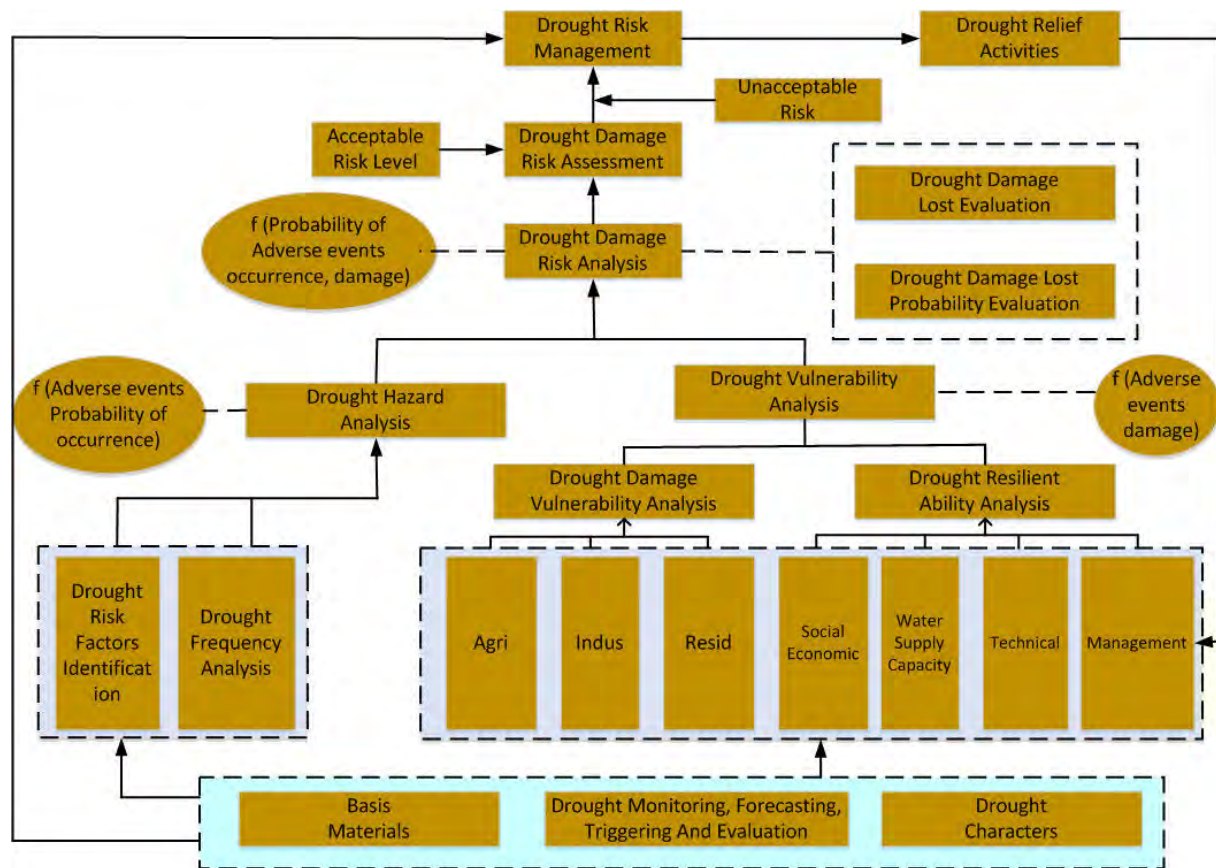 Drought Risk
Management
Drought Relief
Activities
Unacceptable
Risk
Acceptable
Risk Level
Drought Damage
Risk Assessment
Drought Damage
Lost Evaluation
f (Probability of
Adverse events
occurrence, damage)
Drought Damage
Risk Analysis
Drought Damage Lost
Probability Evaluation
f (Adverse events
Probability of
occurrence)
Drought Hazard
Analysis
Drought Vulnerability
Analysis
f (Adverse
events
damage)
Drought Damage
Vulnerability Analysis
Drought Resilient
Ability Analysis
Drought
Risk
Factors
Identificat
ion
Drought
Frequency
Analysis
Agri
Indus
Resid
Social
Economic
Water
Supply
Capacity
Technical
Management
Basis
Materials
Drought Monitoring, Forecasting,
Triggering And Evaluation
Drought
Characters